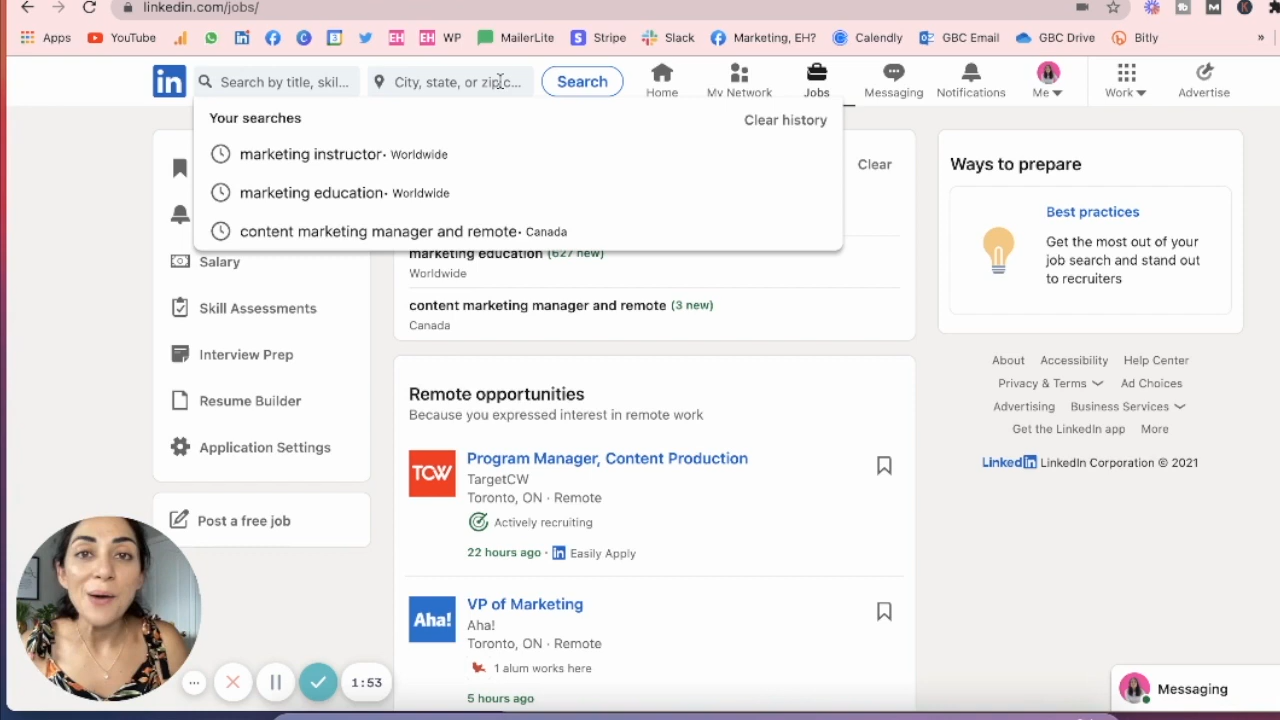 linkedin.com/jobs/
Apps
YouTube
WP
MailerLite
Stripe
Slack
Marketing, EH?
Calendly
GBC Email
GBC Drive
Bitly
»
in
Search by title, skil...
City, state, or zip c...
Search
Home
My Network
Jobs
Messaging
Notifications
Me
Work
Advertise
Your searches
Clear history
marketing instructor· Worldwide
marketing education· Worldwide
content marketing manager and remote· Canada
Clear
Salary
Skill Assessments
Interview Prep
Resume Builder
Application Settings
Post a free job
marketing education (627 new)
Worldwide
content marketing manager and remote (3 new)
Canada
Remote opportunities
Because you expressed interest in remote work
TCW
Program Manager, Content Production
TargetCW
Toronto, ON · Remote
Actively recruiting
22 hours ago · in Easily Apply
Aha!
VP of Marketing
Aha!
Toronto, ON · Remote
1 alum works here
5 hours ago
Ways to prepare
Best practices
Get the most out of your
job search and stand out
to recruiters
About Accessibility Help Center
Privacy & Terms Ad Choices
Advertising Business Services
Get the LinkedIn app More
LinkedIn LinkedIn Corporation © 2021
1:53
Messaging